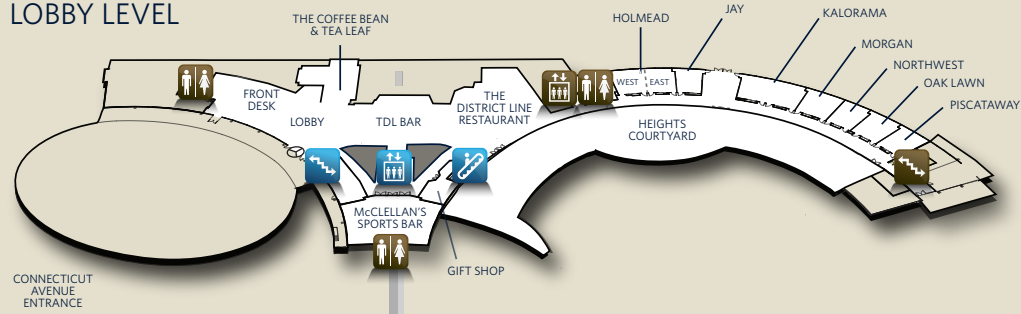 LOBBY LEVEL
THE COFFEE BEAN
& TEA LEAF
HOLMEAD
JAY
KALORAMA
MORGAN
NORTHWEST
OAK LAWN
PISCATAWAY
WEST
EAST
FRONT
DESK
LOBBY
TDL BAR
THE
DISTRICT LINE
RESTAURANT
HEIGHTS
COURTYARD
McCLELLAN'S
SPORTS BAR
GIFT SHOP
CONNECTICUT
AVENUE
ENTRANCE